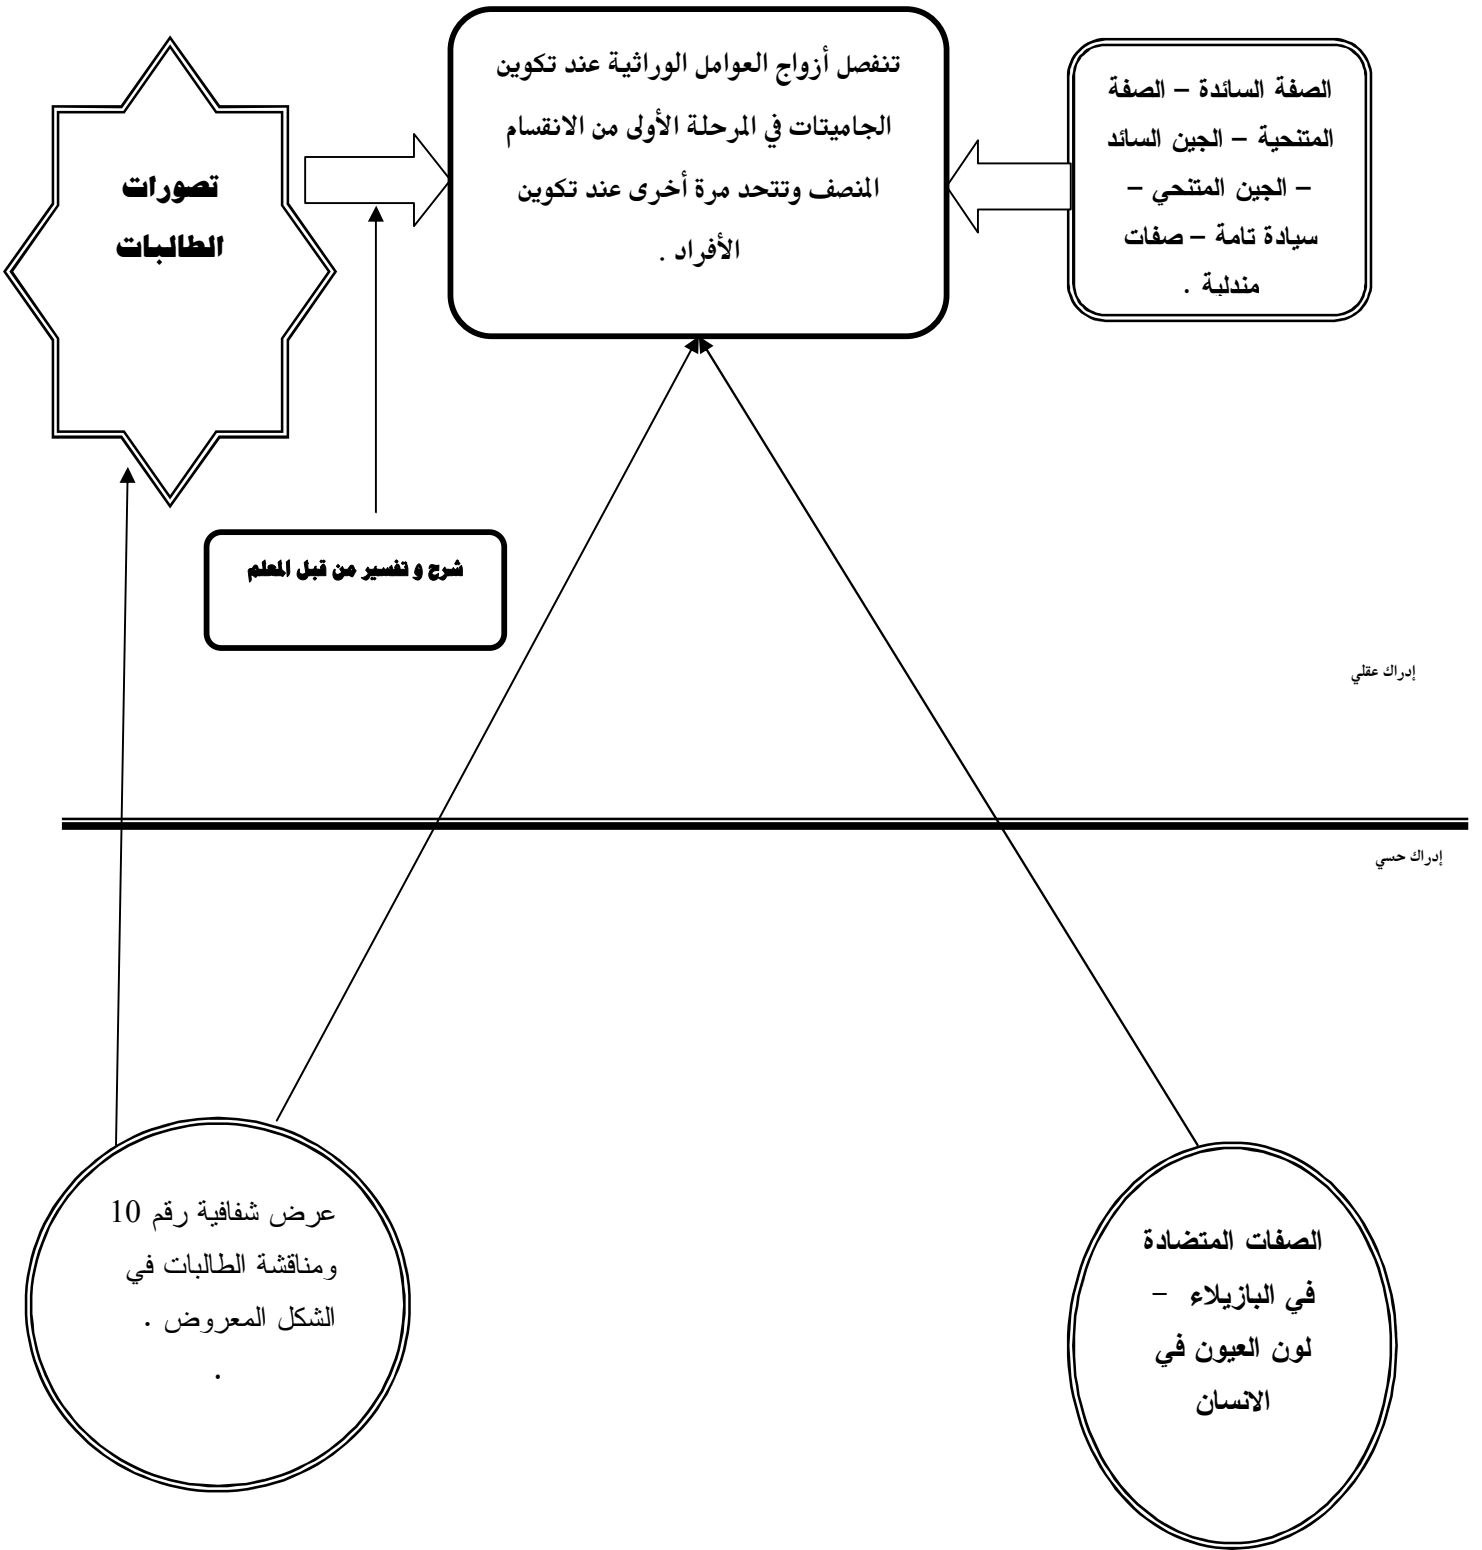 تنفصل أزواج العوامل الوراثية عند تكوين
الجاميتات في المرحلة الأولى من الانقسام
المنصف وتتحد مرة أخرى عند تكوين
الأفراد .
الصفة السائدة – الصفة
المتنحية – الجين السائد
– الجين المتنحي –
سيادة تامة – صفات
مندلية .
تصورات
الطالبات
شرح و تفسير من قبل المعلم
إدراك عقلي
إدراك حسي
عرض شفافية رقم 10
ومناقشة الطالبات في
الشكل المعروض .
.
الصفات المتضادة
في البازيلاء –
لون العيون في
الانسان